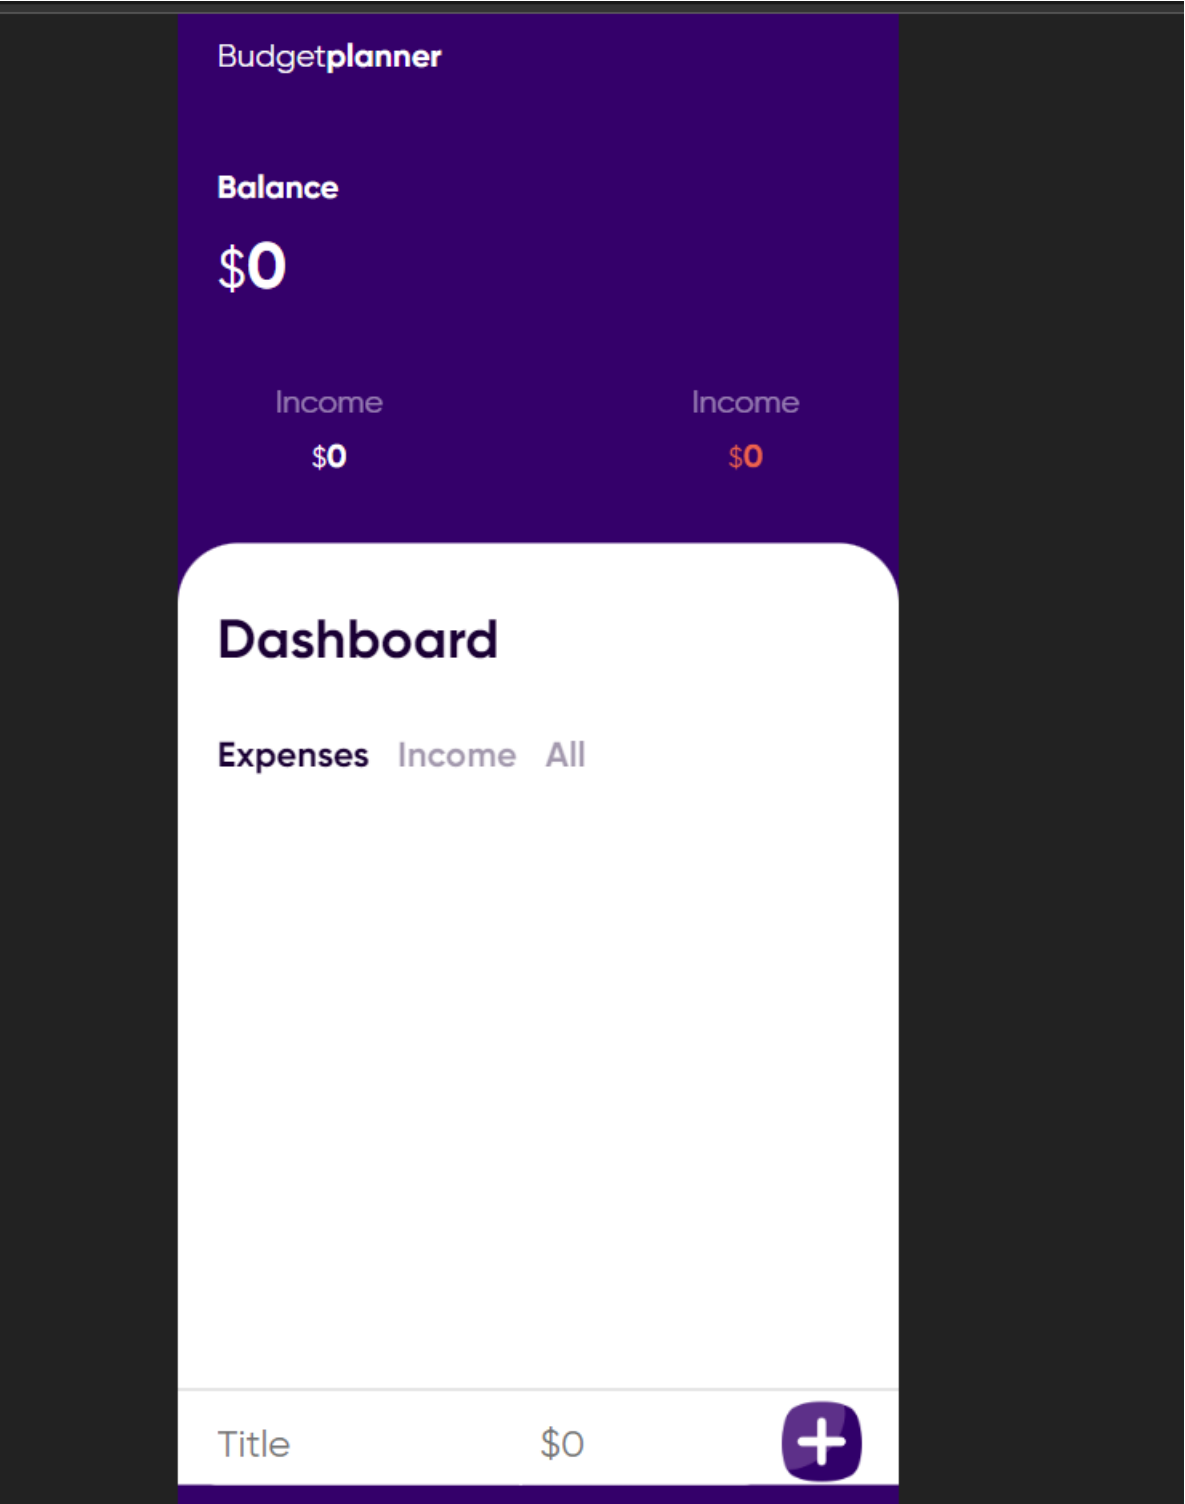 Budgetplanner
Balance
$0
Income Income
$0 $0
Dashboard
Expenses Income All
Title $0